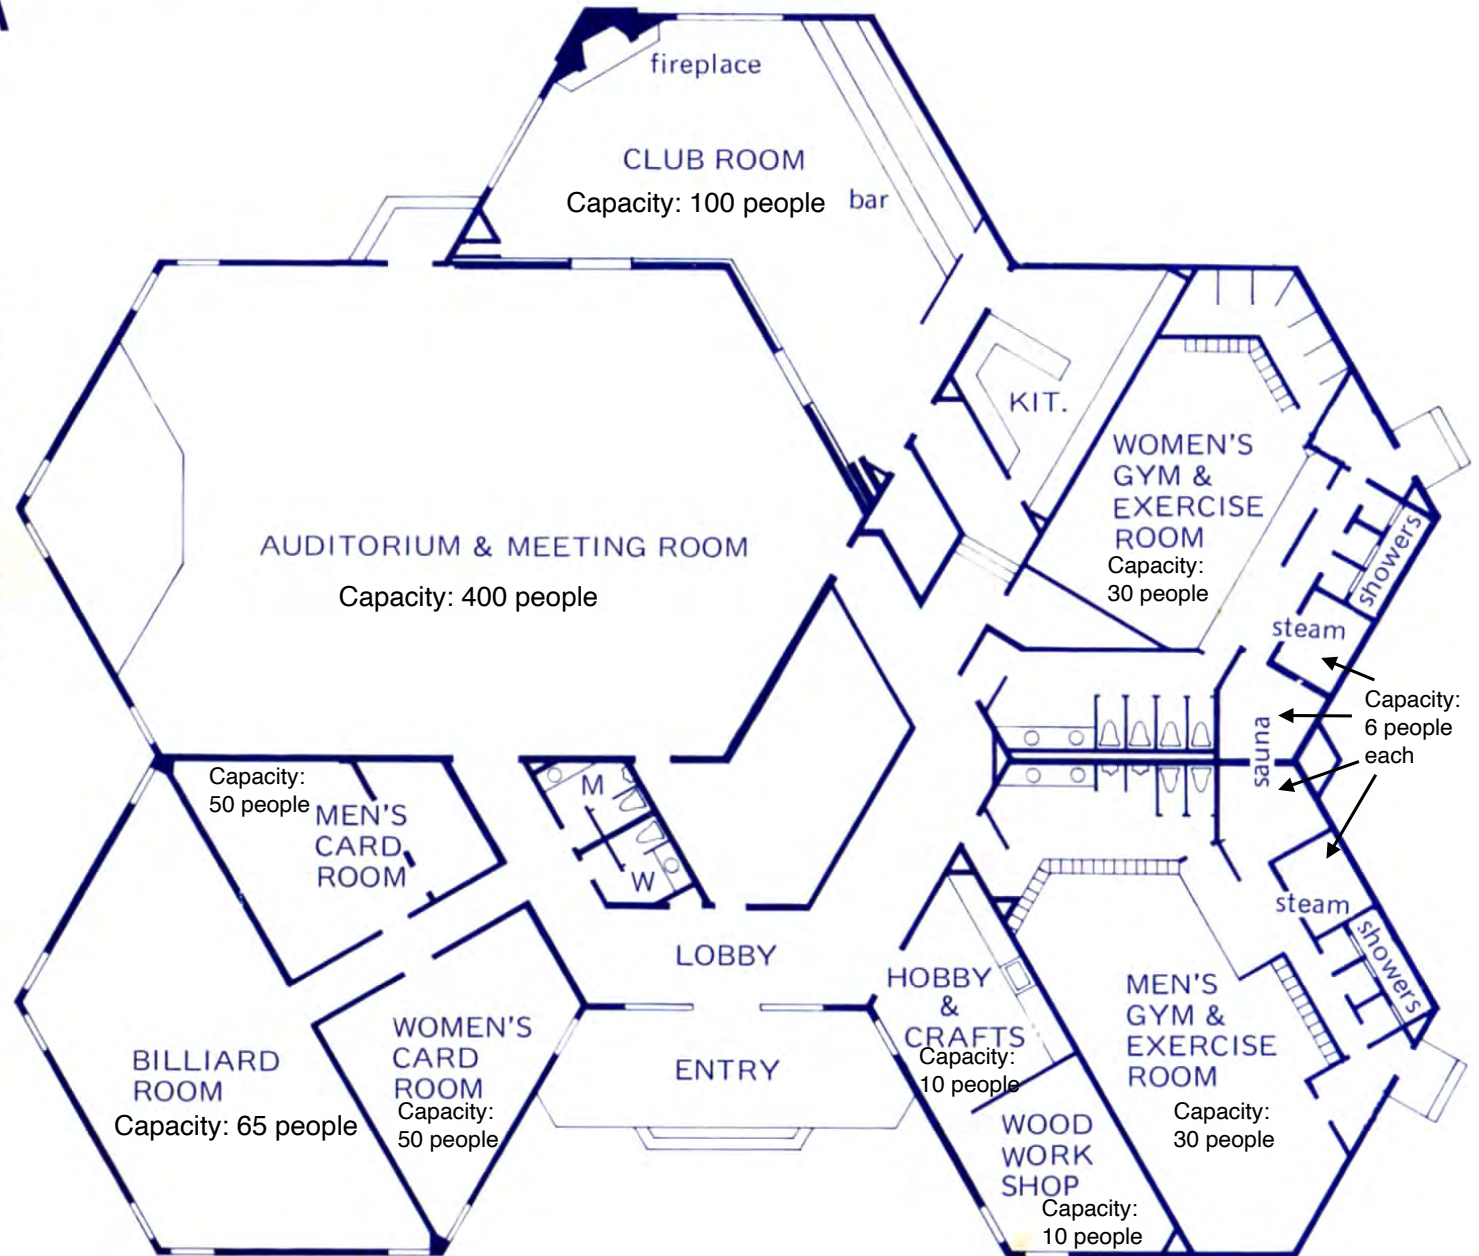 fireplace
CLUB ROOM
Capacity: 100 people
bar
KIT.
WOMEN'S
GYM &
EXERCISE
ROOM
Capacity:
30 people
showers
steam
AUDITORIUM & MEETING ROOM
Capacity: 400 people
Capacity:
6 people
each
sauna
Capacity:
50 people
MEN'S
CARD
ROOM
M
W
steam
showers
LOBBY
HOBBY
&
CRAFTS
Capacity:
10 people
MEN'S
GYM &
EXERCISE
ROOM
Capacity:
30 people
BILLIARD
ROOM
Capacity: 65 people
WOMEN'S
CARD
ROOM
Capacity:
50 people
ENTRY
WOOD
WORK
SHOP
Capacity:
10 people